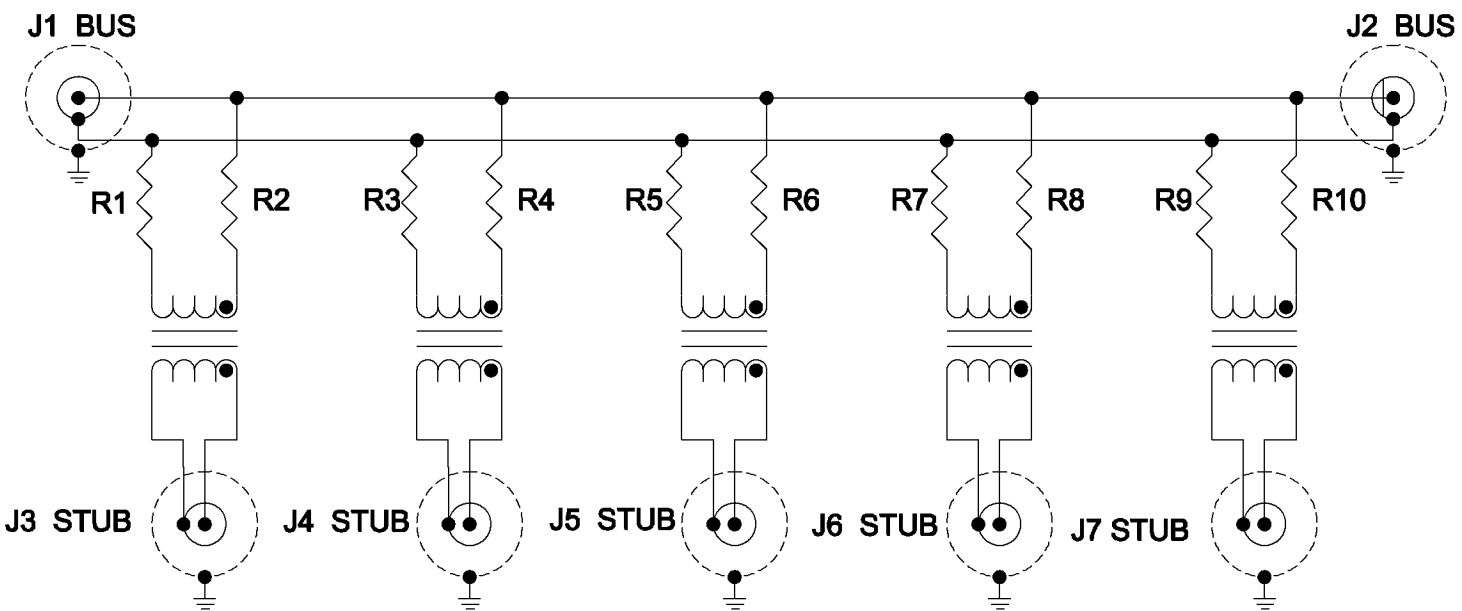 J1 BUS
J2 BUS
R1
R2
R3
R4
R5
R6
R7
R8
R9
R10
J3 STUB
J4 STUB
J5 STUB
J6 STUB
J7 STUB